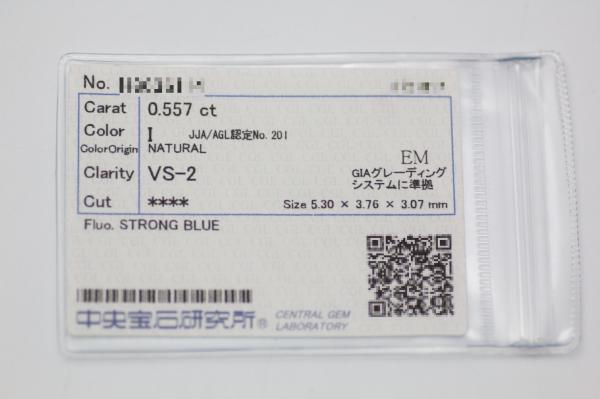 No.
Carat 0.557 ct
Color I JJA/AGL認定No.201
ColorOrigin NATURAL
Clarity VS-2
EM
GIAグレーディング
システムに準拠
Cut **** Size 5.30 × 3.76 × 3.07 mm
Fluo. STRONG BLUE
中央宝石研究所® CENTRAL GEM
LABORATORY